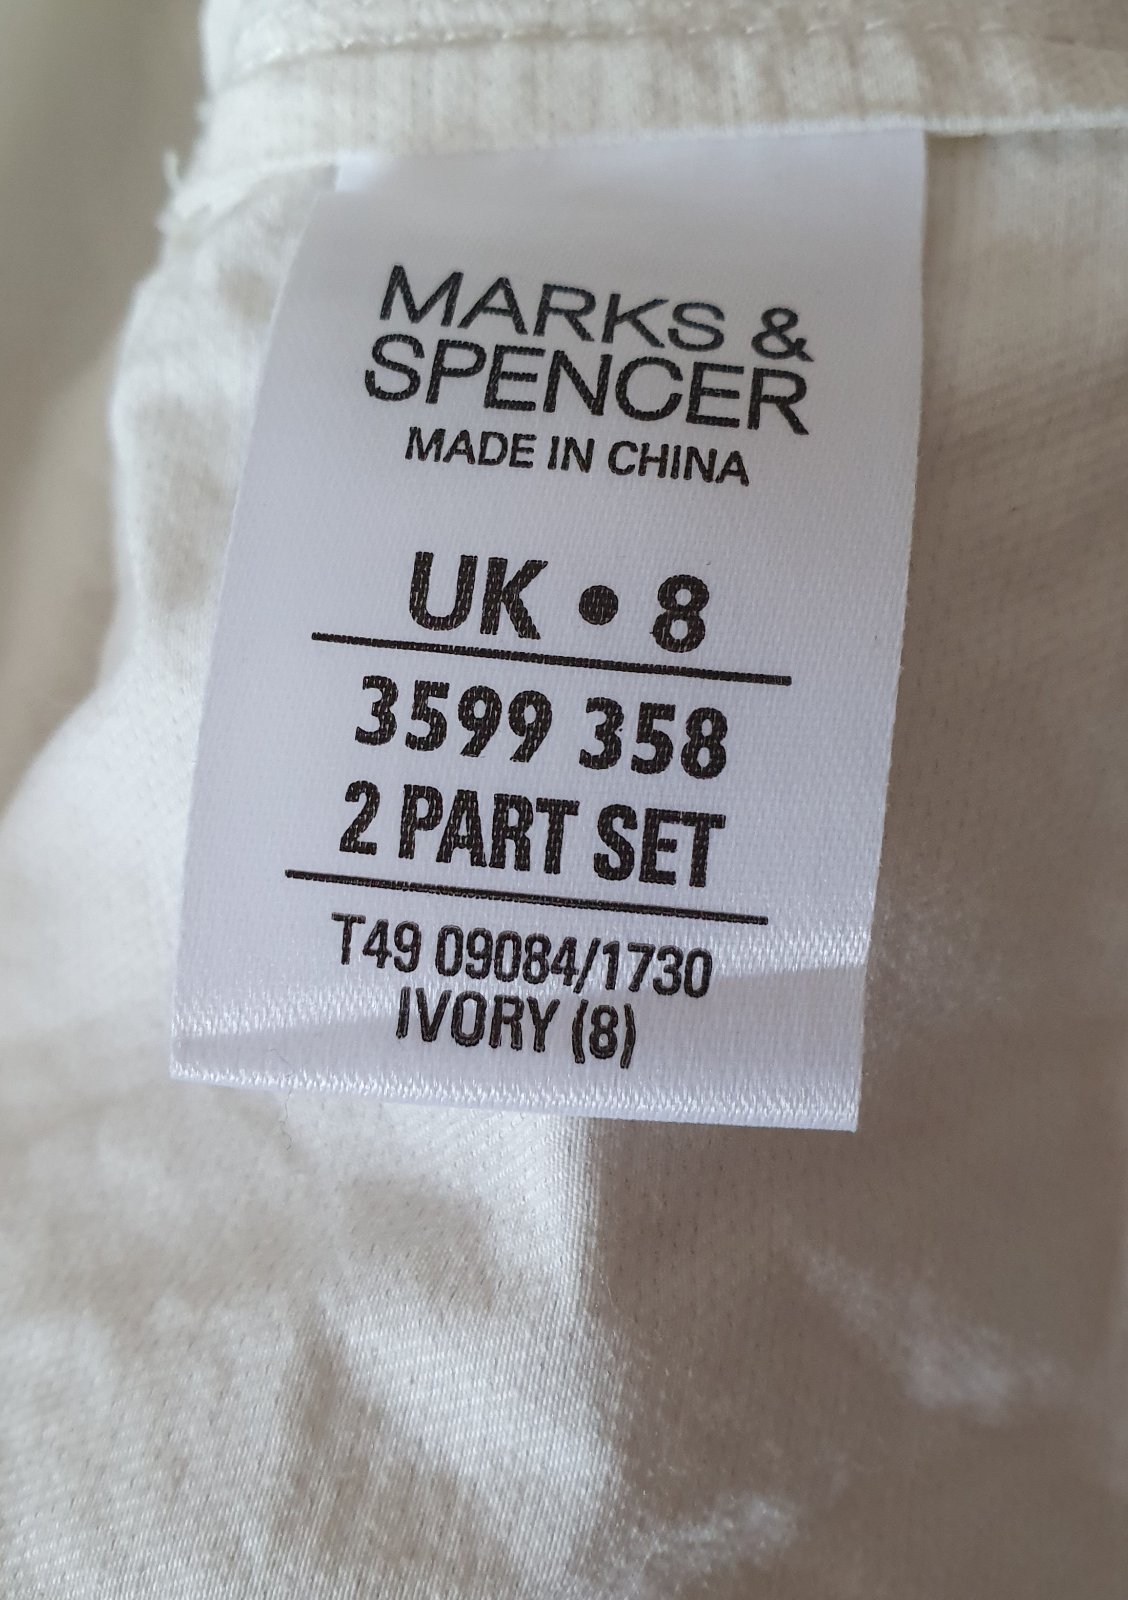 MARKS &
SPENCER
MADE IN CHINA
UK • 8
3599 358
2 PART SET
T49 09084/1730
IVORY (8)